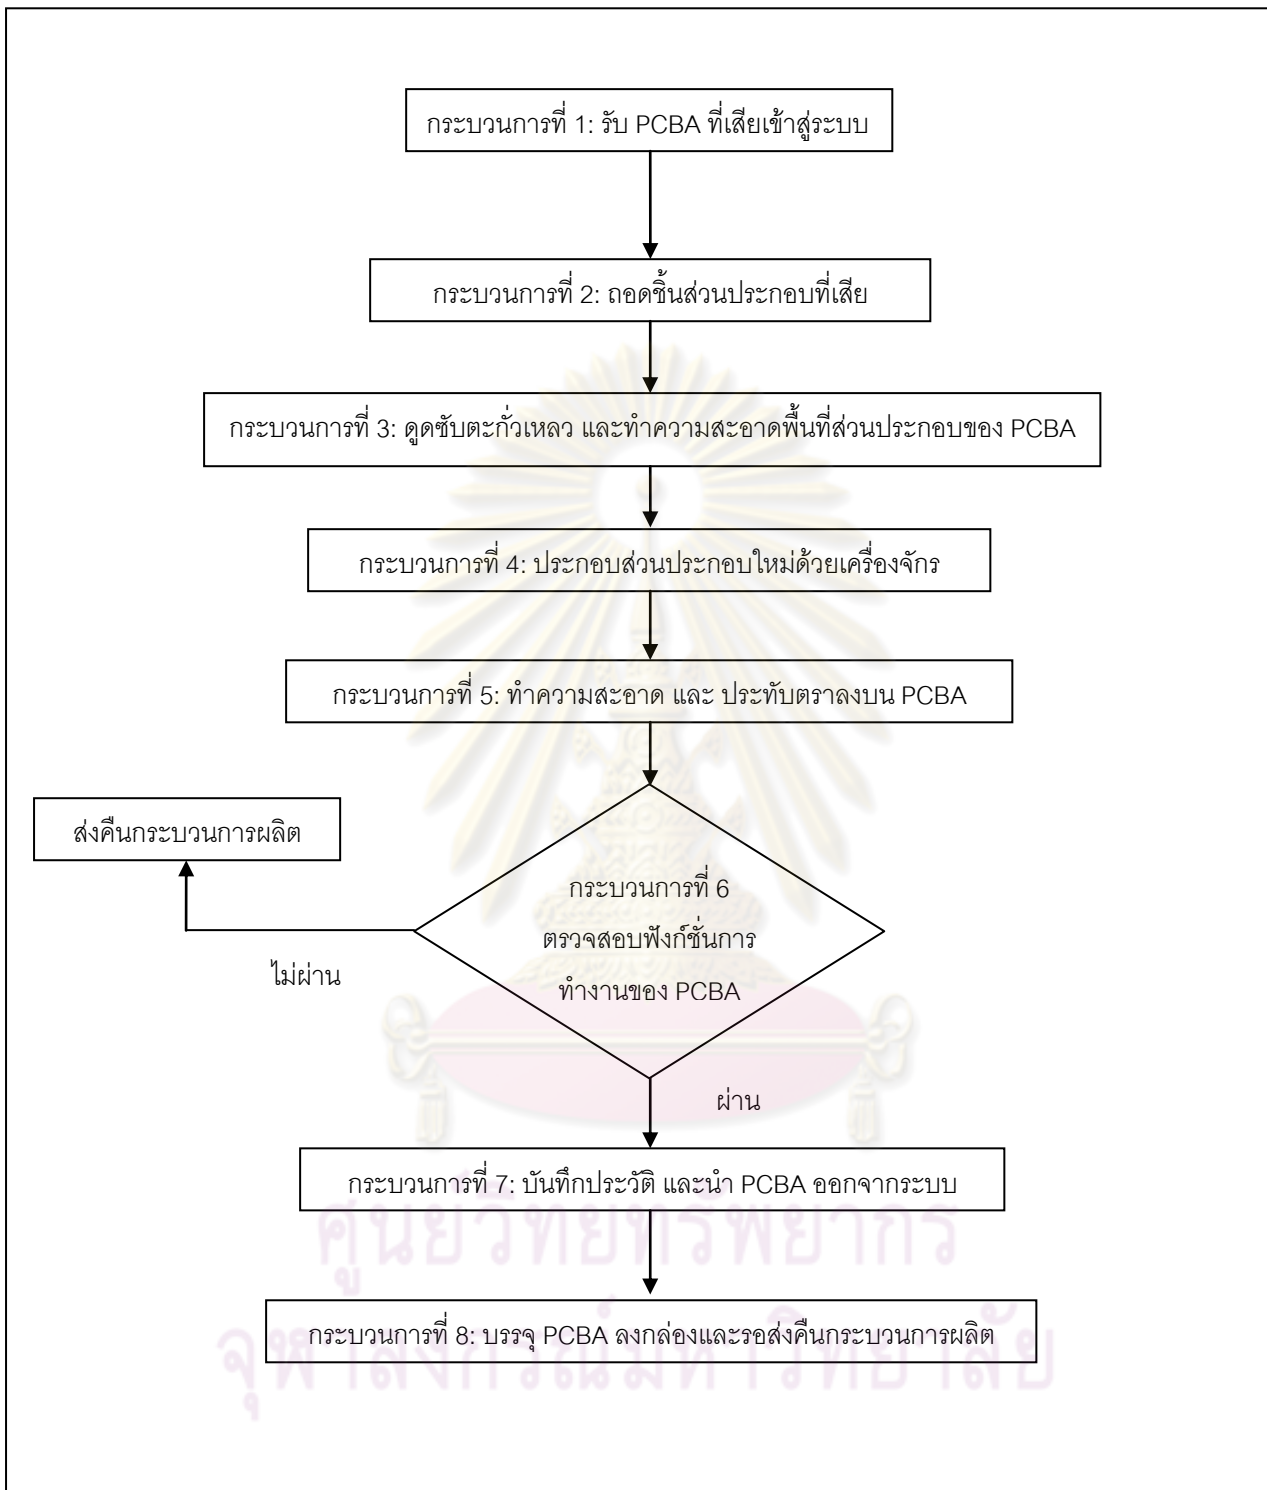 กระบวนการที่ 1: รับ PCBA ที่เสียเข้าสู่ระบบ
กระบวนการที่ 2: ถอดชิ้นส่วนประกอบที่เสีย
กระบวนการที่ 3: ดูดซับตะกั่วเหลว และทำความสะอาดพื้นที่ส่วนประกอบของ PCBA
กระบวนการที่ 4: ประกอบส่วนประกอบใหม่ด้วยเครื่องจักร
กระบวนการที่ 5: ทำความสะอาด และ ประทับตราลงบน PCBA
ส่งคืนกระบวนการผลิต
กระบวนการที่ 6
ตรวจสอบฟังก์ชั่นการ
ทำงานของ PCBA
ไม่ผ่าน
ผ่าน
กระบวนการที่ 7: บันทึกประวัติ และนำ PCBA ออกจากระบบ
ศูนย์วิทยทรัพยากร
กระบวนการที่ 8: บรรจุ PCBA ลงกล่องและรอส่งคืนกระบวนการผลิต
จุฬาลงกรณ์มหาวิทยาลัย